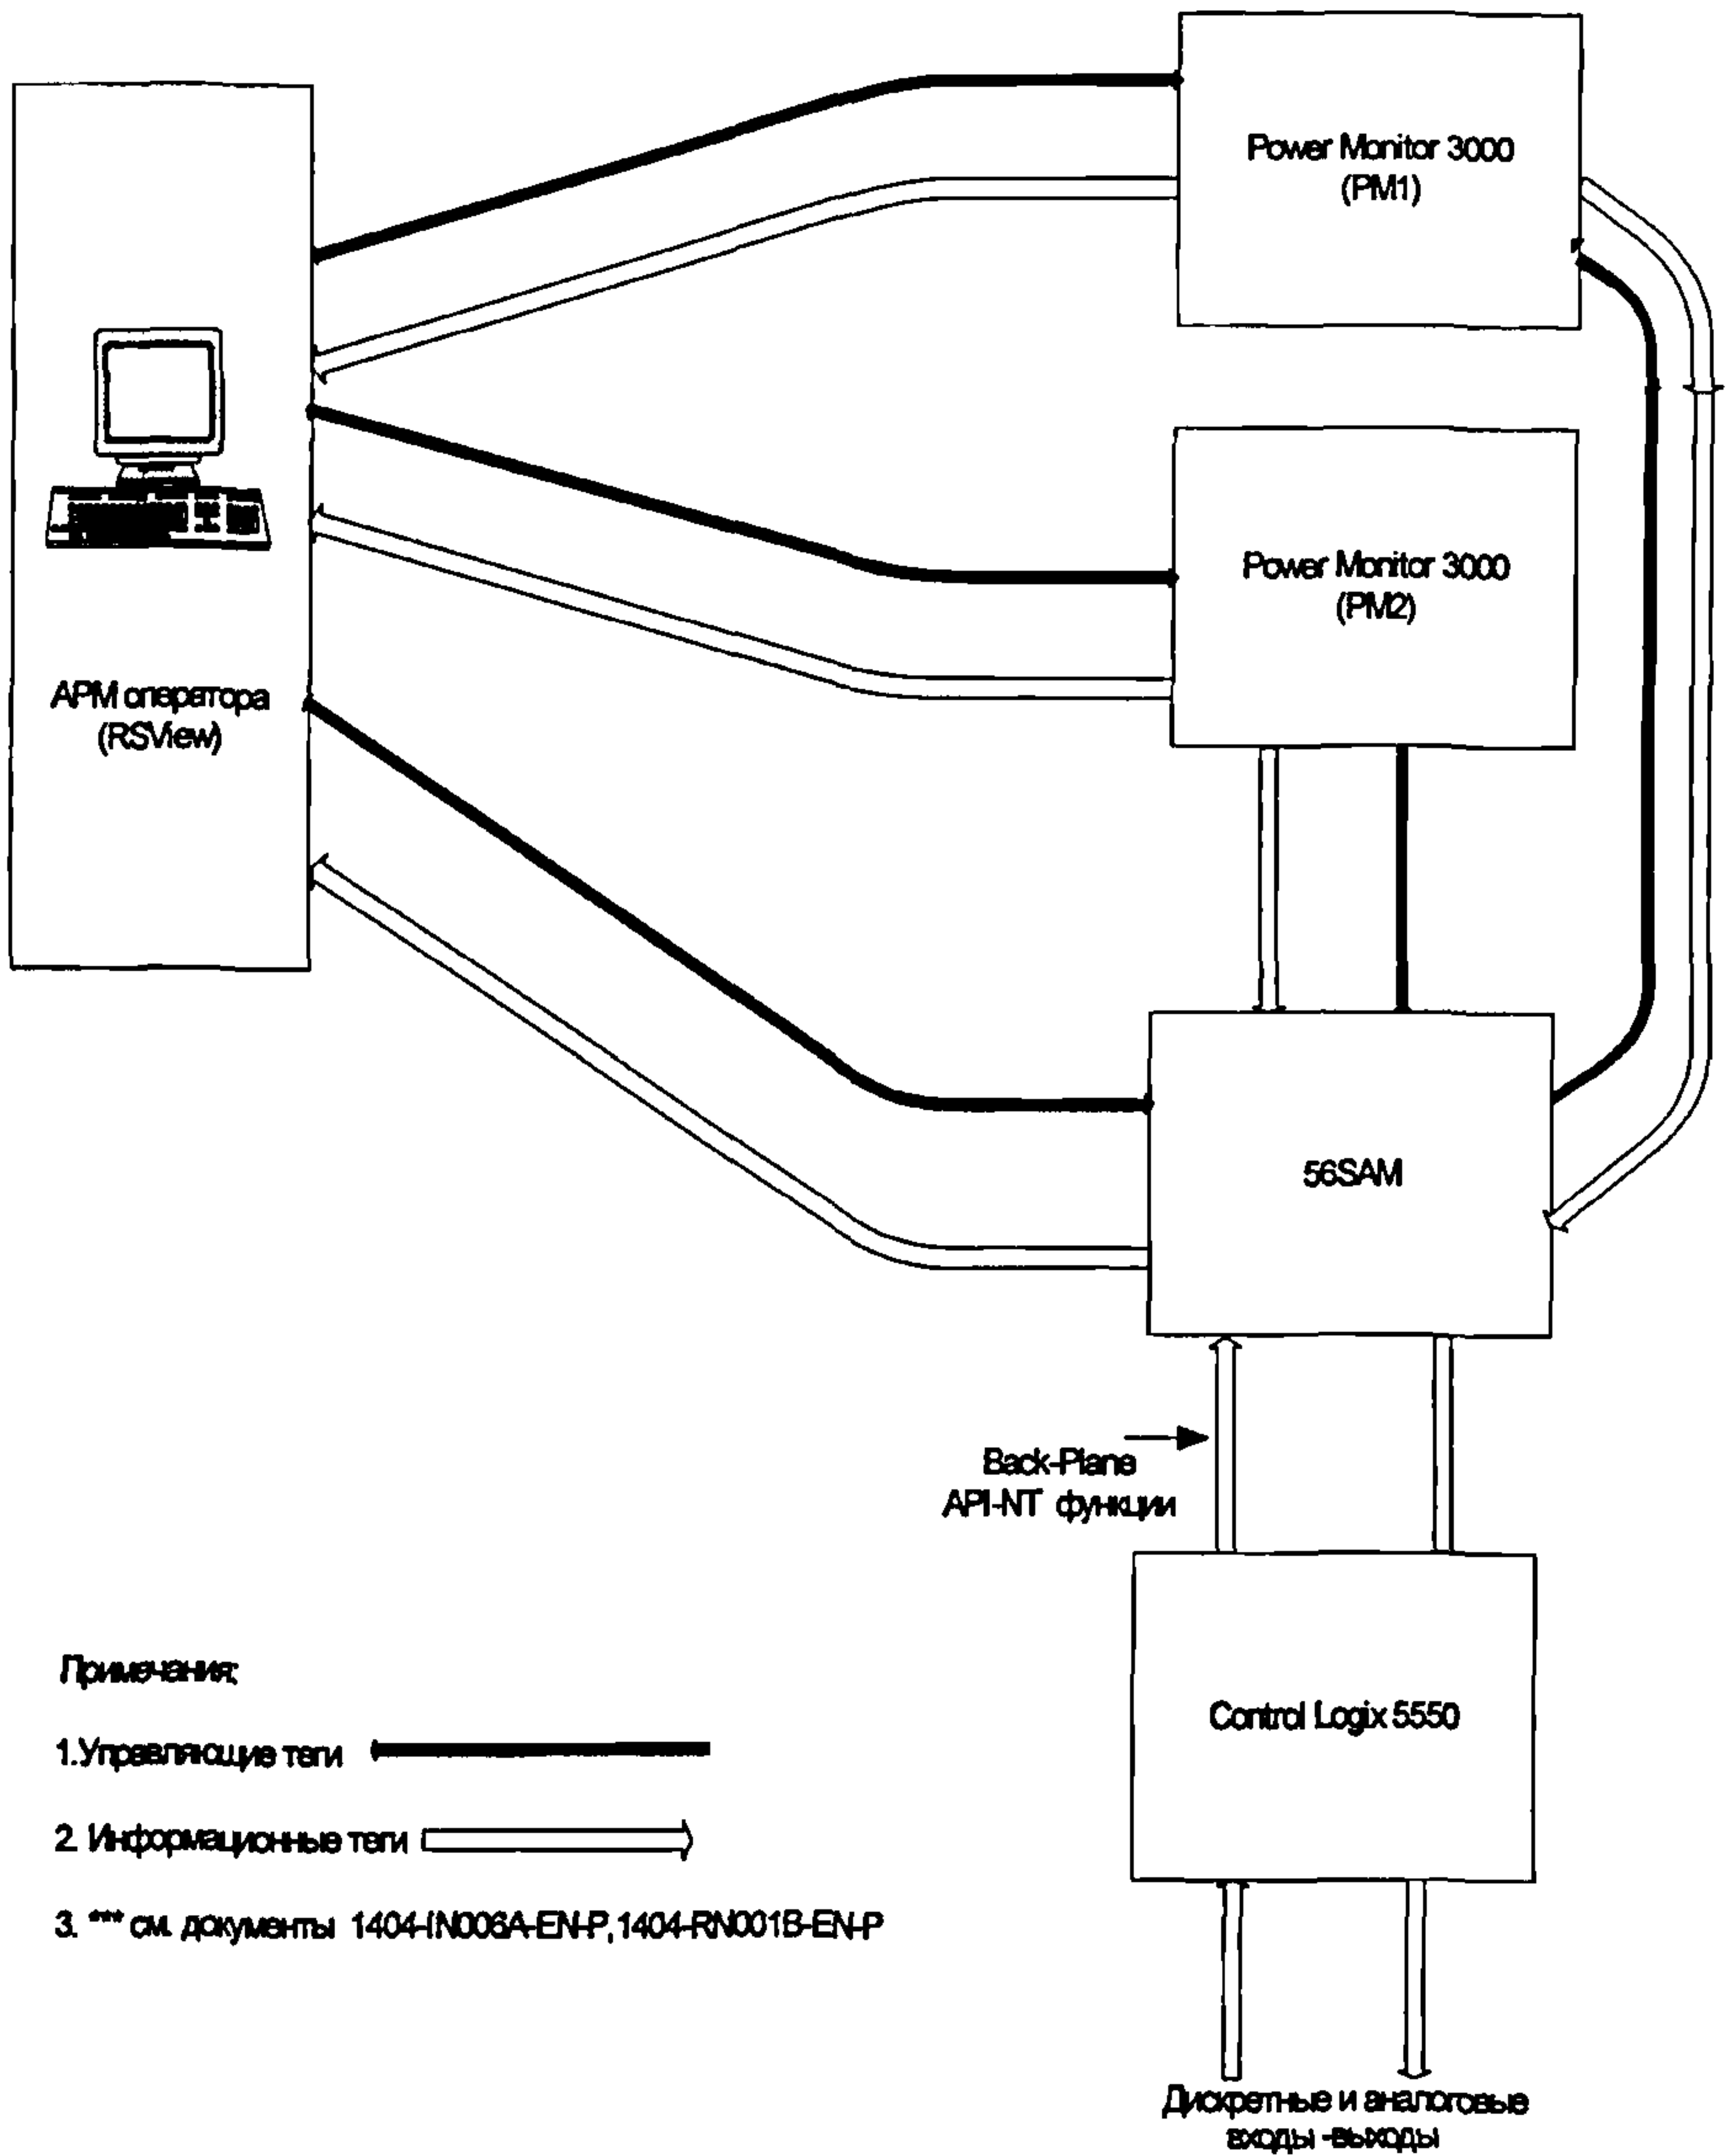 Power Monitor 3000
(PM1)
Power Monitor 3000
(PM2)
АРМ оператора
(RSView)
56SAM
Back-Plane
API-NT функции
Control Logix 5550
Примечания:
1.Управляющие теги
2. Информационные теги
3. *** см. документы 1404-IN006A-EN-P, 1404-RN001B-EN-P
Дискретные и аналоговые
входы -выходы